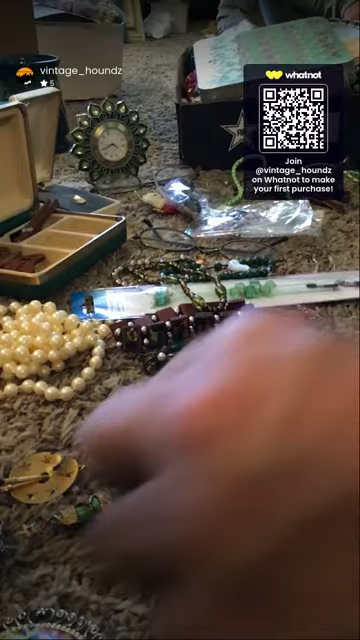 vintage_houndz
5
whatnot
Join
@vintage_houndz
on Whatnot to make
your first purchase!